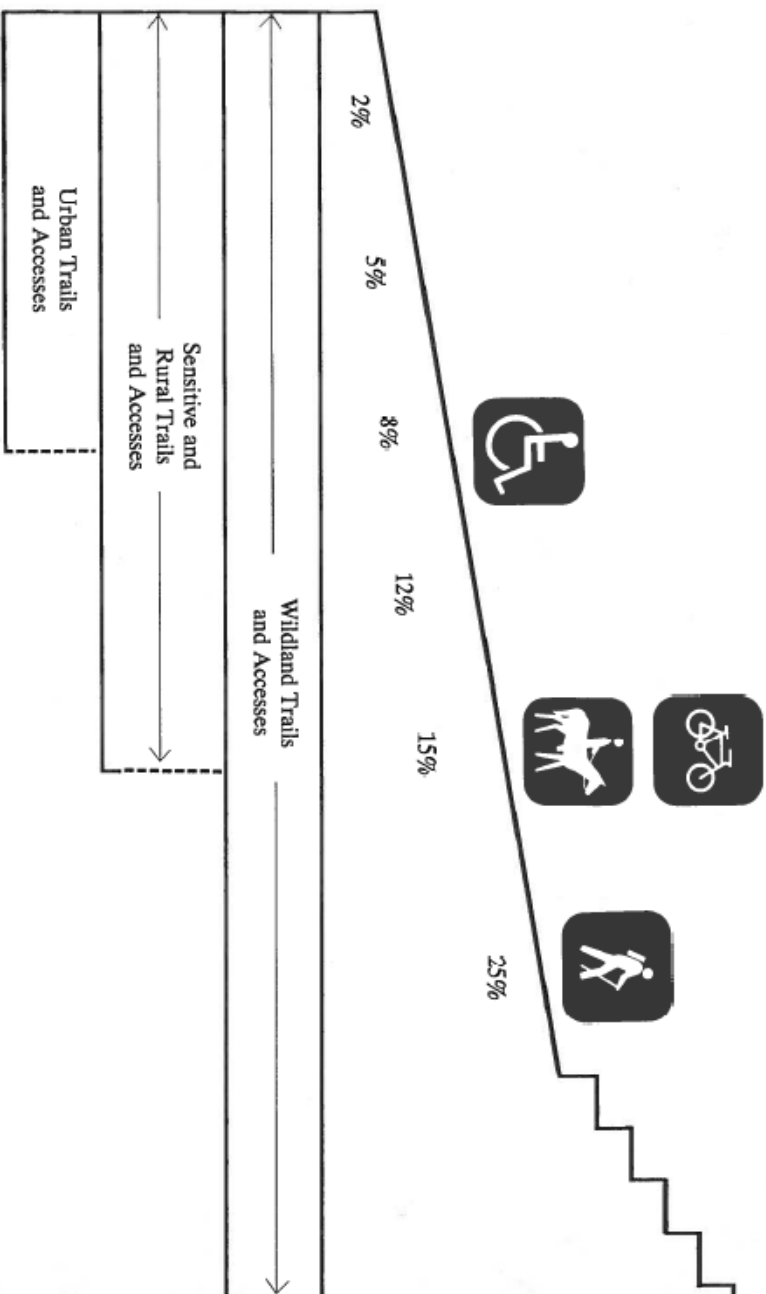 2%
5%
8%
12%
15%
25%
Wildland Trails
and Accesses
Sensitive and
Rural Trails
and Accesses
Urban Trails
and Accesses